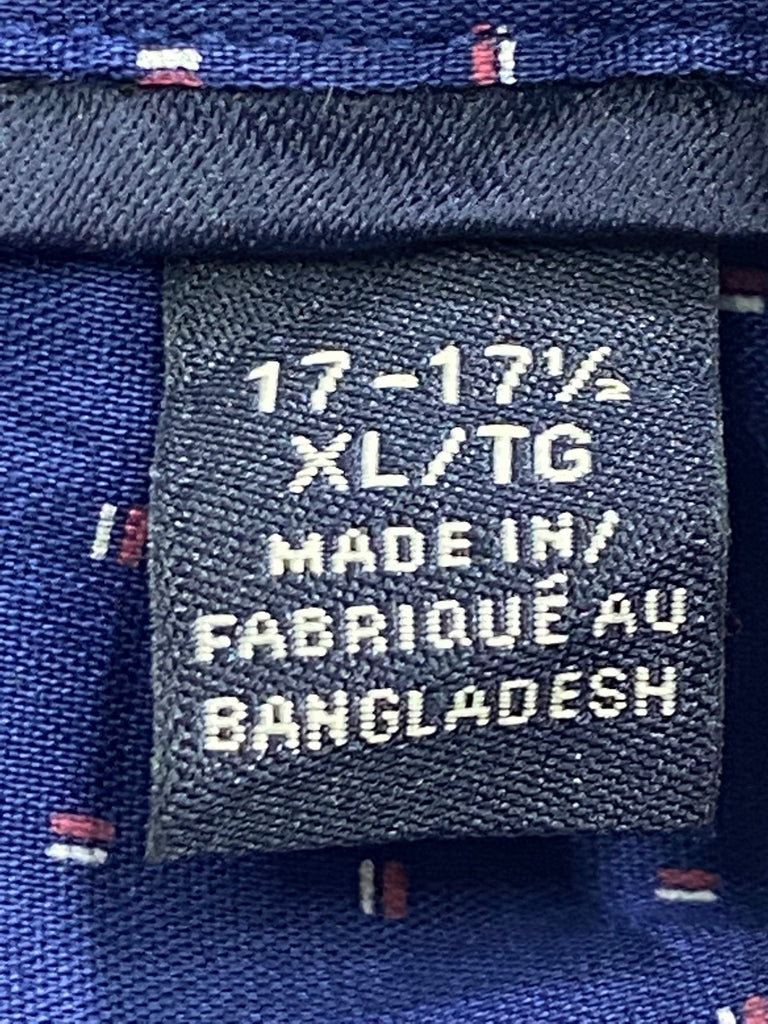 17-17½
XL/TG
MADE IN/
FABRIQUÉ AU
BANGLADESH